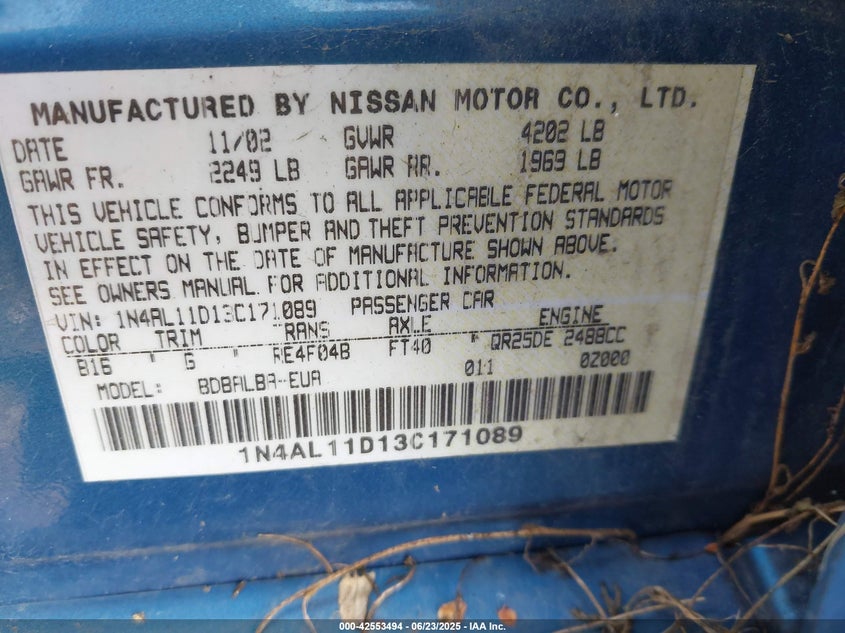 MANUFACTURED BY NISSAN MOTOR CO., LTD.
DATE 11/02 GVWR 4202 LB
GAWR FR. 2249 LB GAWR RR. 1969 LB
THIS VEHICLE CONFORMS TO ALL APPLICABLE FEDERAL MOTOR
VEHICLE SAFETY, BUMPER AND THEFT PREVENTION STANDARDS
IN EFFECT ON THE DATE OF MANUFACTURE SHOWN ABOVE.
SEE OWNERS MANUAL FOR ADDITIONAL INFORMATION.
VIN: 1N4AL11D13C171089 PASSENGER CAR
COLOR TRIM TRANS AXLE ENGINE
B16 " G " RE4F04B FT40 " QR25DE 2488CC
011 0Z000
MODEL: BDBALBA-EUA
1N4AL11D13C171089
000-42553494 - 06/23/2025 - IAA Inc.